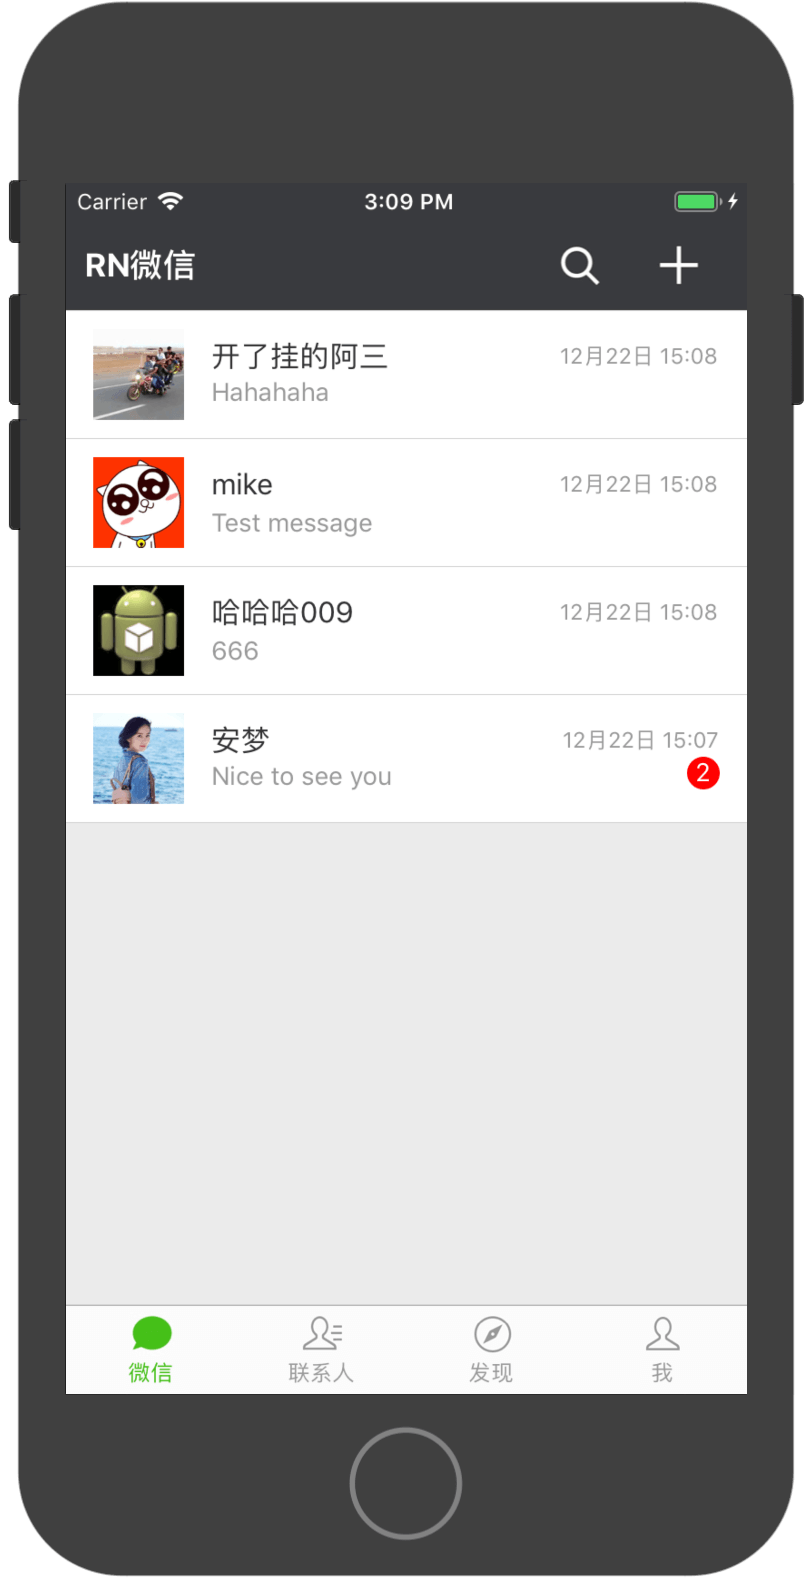 Carrier 3:09 PM
RN微信
开了挂的阿三 12月22日 15:08
Hahahaha
mike 12月22日 15:08
Test message
哈哈哈009 12月22日 15:08
666
安梦 12月22日 15:07
Nice to see you 2
微信 联系人 发现 我